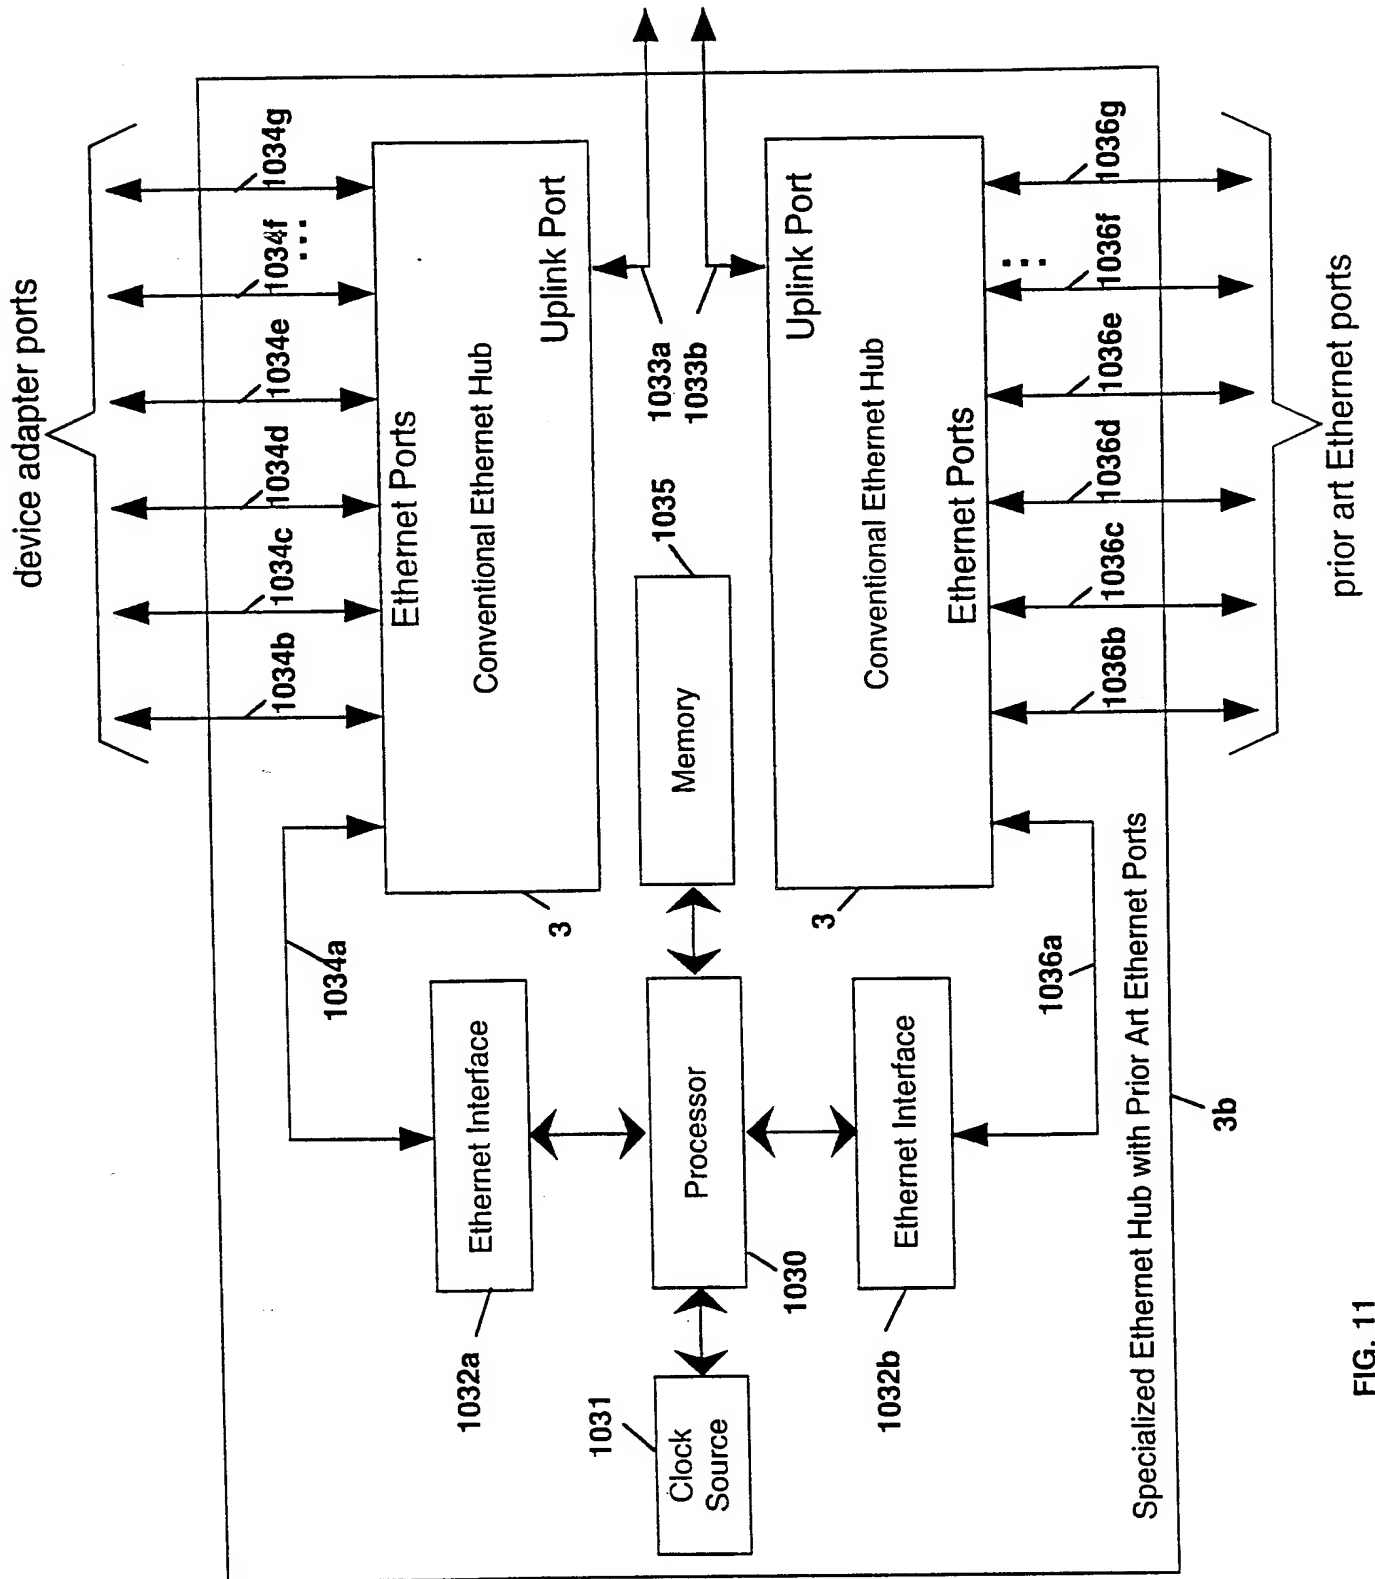 device adapter ports
1034b
1034c
1034d
1034e
1034f
...
1034g
1034a
Ethernet Ports
Conventional Ethernet Hub
Uplink Port
3
1032a
Ethernet Interface
1033a
1033b
1031
Clock
Source
1030
Processor
1035
Memory
1032b
Ethernet Interface
3
Uplink Port
Conventional Ethernet Hub
Ethernet Ports
1036a
1036b
1036c
1036d
1036e
1036f
...
1036g
Specialized Ethernet Hub with Prior Art Ethernet Ports
3b
prior art Ethernet ports
FIG. 11